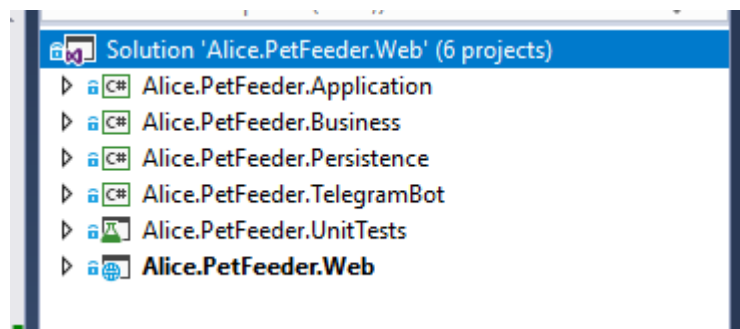 Solution 'Alice.PetFeeder.Web' (6 projects)
C# Alice.PetFeeder.Application
C# Alice.PetFeeder.Business
C# Alice.PetFeeder.Persistence
C# Alice.PetFeeder.TelegramBot
Alice.PetFeeder.UnitTests
Alice.PetFeeder.Web